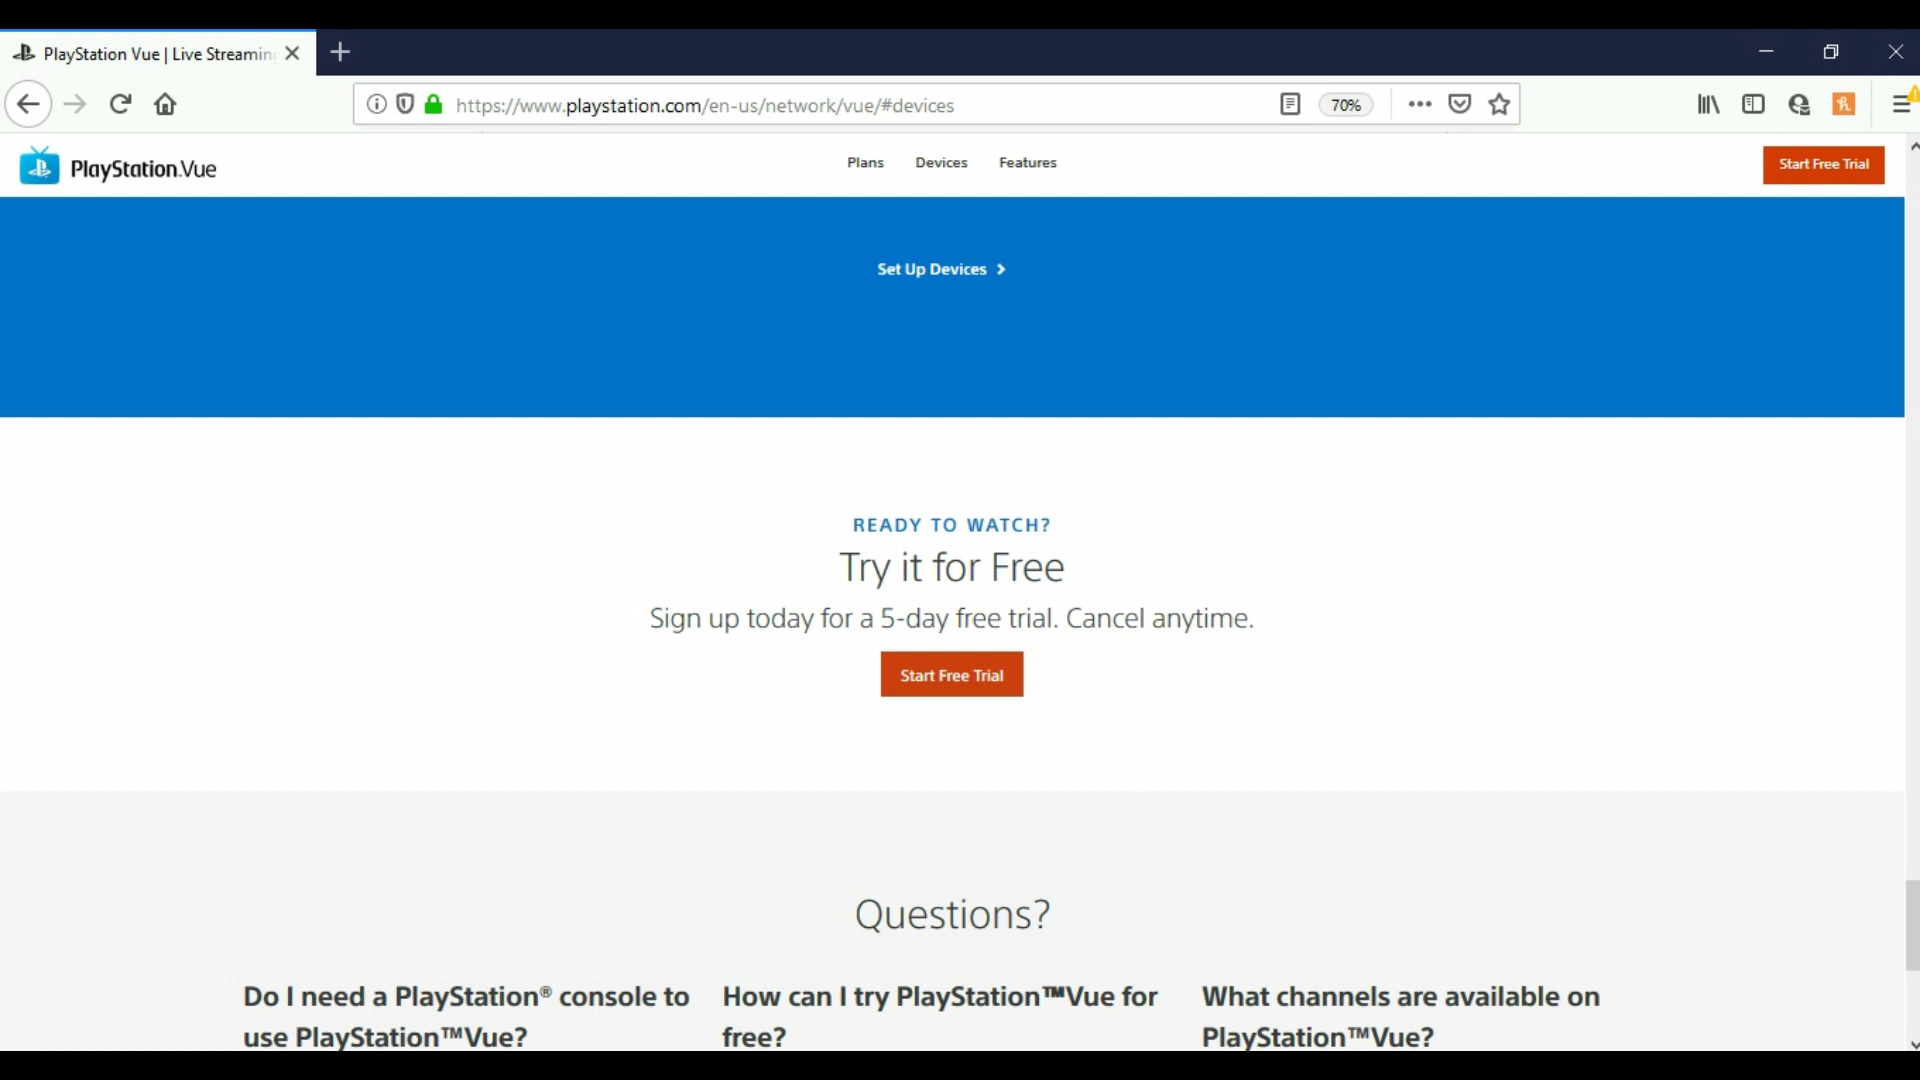 PlayStation Vue | Live Streamin
https://www.playstation.com/en-us/network/vue/#devices
70%
PlayStation.Vue
Plans
Devices
Features
Start Free Trial
Set Up Devices
READY TO WATCH?
Try it for Free
Sign up today for a 5-day free trial. Cancel anytime.
Start Free Trial
Questions?
Do I need a PlayStation® console to
use PlayStation™Vue?
How can I try PlayStation™Vue for
free?
What channels are available on
PlayStation™Vue?